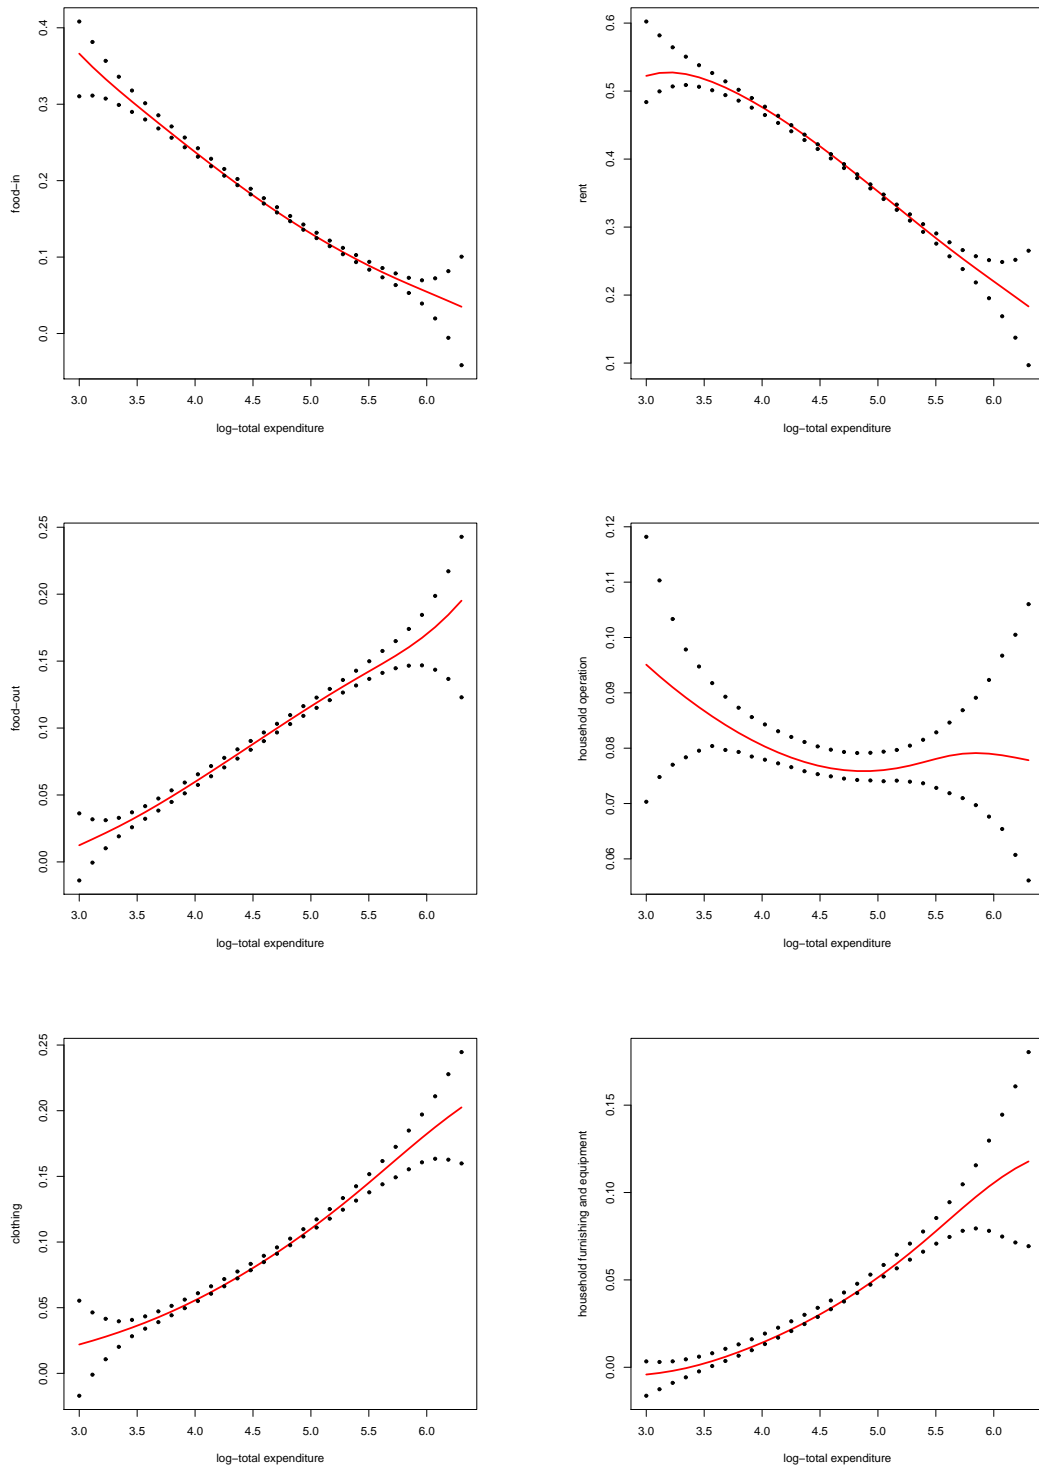 food−in
0.0 0.1 0.2 0.3 0.4
3.0 3.5 4.0 4.5 5.0 5.5 6.0
log−total expenditure
rent
0.1 0.2 0.3 0.4 0.5 0.6
3.0 3.5 4.0 4.5 5.0 5.5 6.0
log−total expenditure
food−out
0.00 0.05 0.10 0.15 0.20 0.25
3.0 3.5 4.0 4.5 5.0 5.5 6.0
log−total expenditure
household operation
0.06 0.07 0.08 0.09 0.10 0.11 0.12
3.0 3.5 4.0 4.5 5.0 5.5 6.0
log−total expenditure
clothing
0.00 0.05 0.10 0.15 0.20 0.25
3.0 3.5 4.0 4.5 5.0 5.5 6.0
log−total expenditure
household furnishing and equipment
0.00 0.05 0.10 0.15
3.0 3.5 4.0 4.5 5.0 5.5 6.0
log−total expenditure